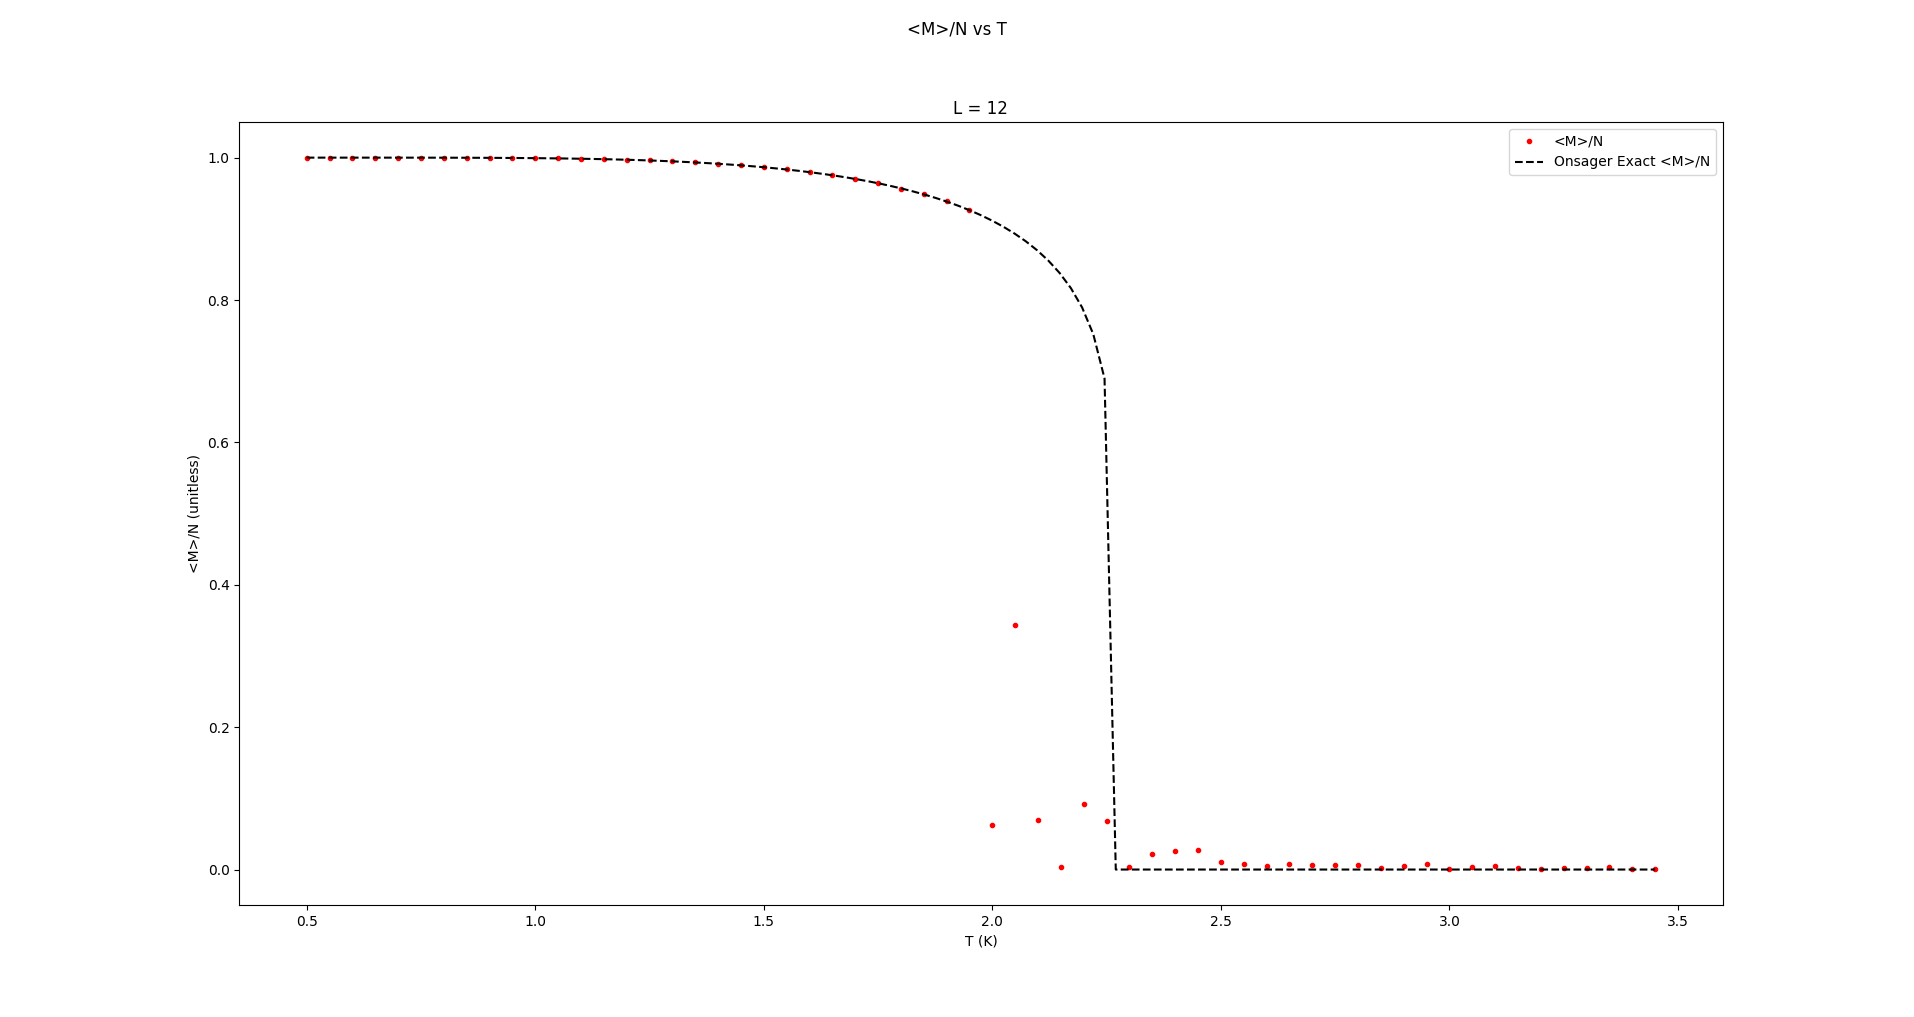 <M>/N vs T
L = 12
<M>/N
Onsager Exact <M>/N
1.0
0.8
0.6
0.4
0.2
0.0
<M>/N (unitless)
0.5 1.0 1.5 2.0 2.5 3.0 3.5
T (K)